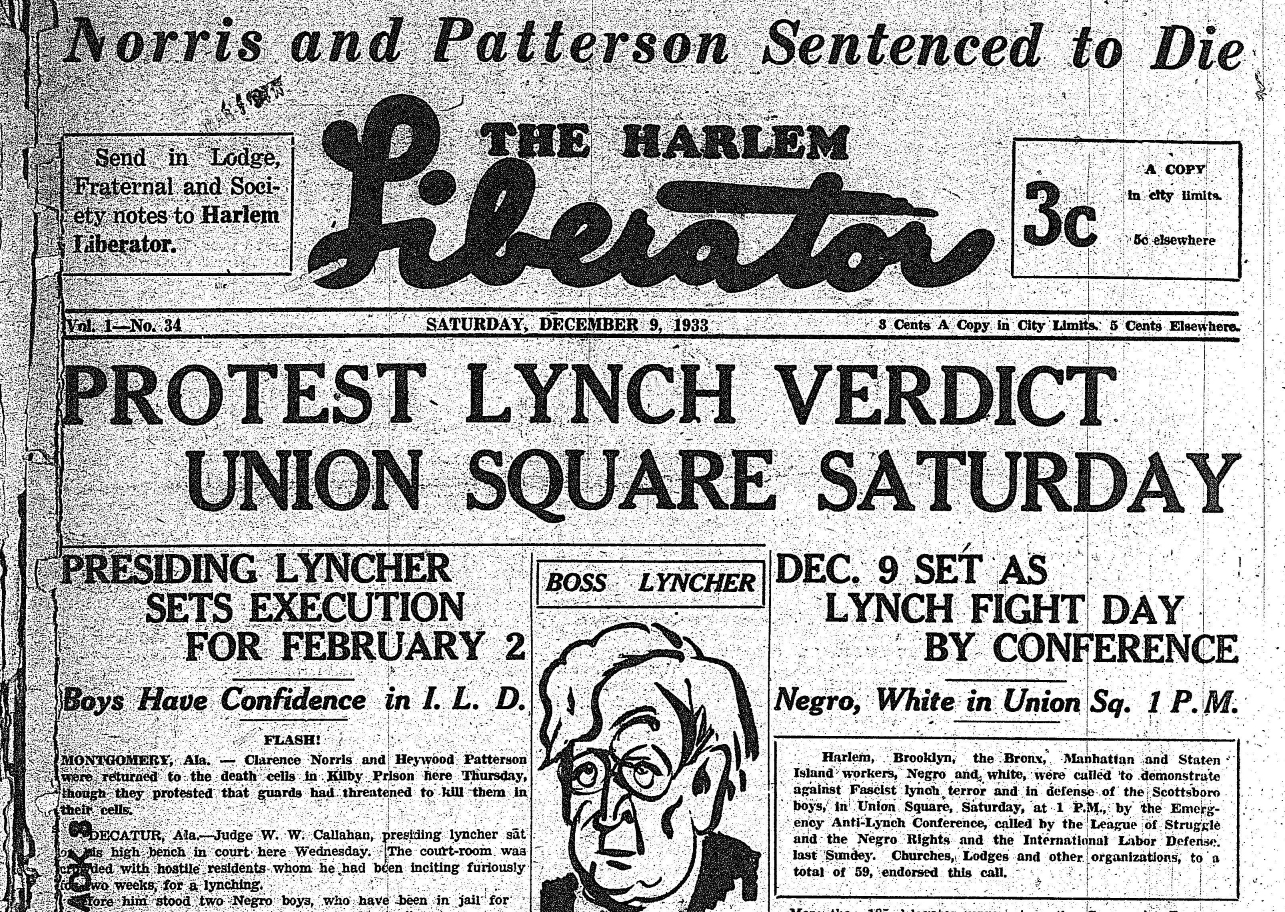 Norris and Patterson Sentenced to Die
Send in Lodge,
Fraternal and Soci-
ety notes to Harlem
Liberator.
THE HARLEM
Liberator
3c
A COPY
in city limits.
5c elsewhere
Vol. 1—No. 34
SATURDAY, DECEMBER 9, 1933
3 Cents A Copy in City Limits. 5 Cents Elsewhere.
PROTEST LYNCH VERDICT
UNION SQUARE SATURDAY
PRESIDING LYNCHER
SETS EXECUTION
FOR FEBRUARY 2
Boys Have Confidence in I. L. D.
FLASH!
MONTGOMERY, Ala. — Clarence Norris and Heywood Patterson
were returned to the death cells in Kilby Prison here Thursday,
though they protested that guards had threatened to kill them in
their cells.
DECATUR, Ala.—Judge W. W. Callahan, presiding lyncher sat
his high bench in court here Wednesday. The court-room was
crowded with hostile residents whom he had been inciting furiously
two weeks, for a lynching.
him stood two Negro boys, who have been in jail for
BOSS LYNCHER
DEC. 9 SET AS
LYNCH FIGHT DAY
BY CONFERENCE
Negro, White in Union Sq. 1 P.M.
Harlem, Brooklyn, the Bronx, Manhattan and Staten
Island workers, Negro and white, were called to demonstrate
against Fascist lynch terror and in defense of the Scottsboro
boys, in Union Square, Saturday, at 1 P.M., by the Emerg-
ency Anti-Lynch Conference, called by the League of Struggle
and the Negro Rights and the International Labor Defense,
last Sunday. Churches, Lodges and other organizations, to a
total of 59, endorsed this call.